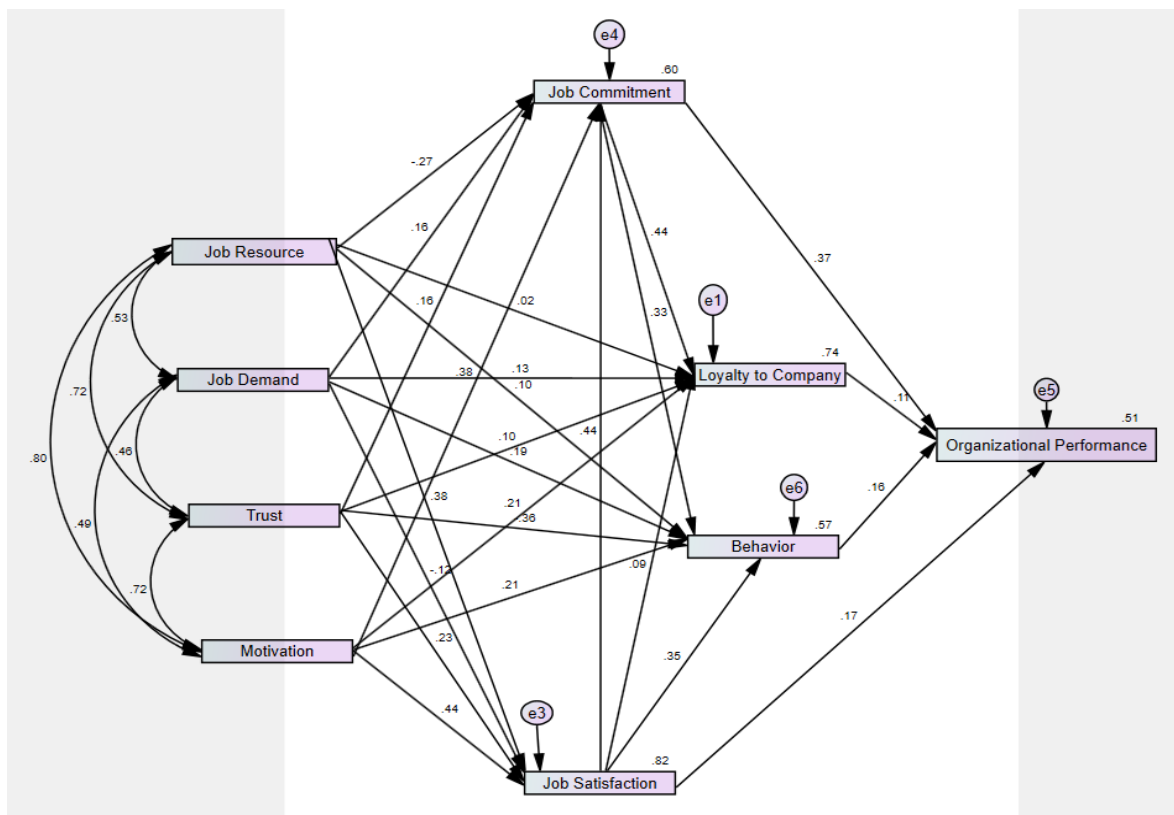 e4
.60
Job Commitment
-.27
.16
Job Resource
.44
.37
.53
.16
.02
e1
.33
.74
Job Demand
.38
.13
Loyalty to Company
.10
.72
.11
e5
.51
.10
.44
Organizational Performance
.80
.46
.19
e6
.16
.38
.21
Trust
.49
.36
.57
Behavior
.72
-.12
.09
.21
.17
.23
Motivation
.35
.44
e3
.82
Job Satisfaction